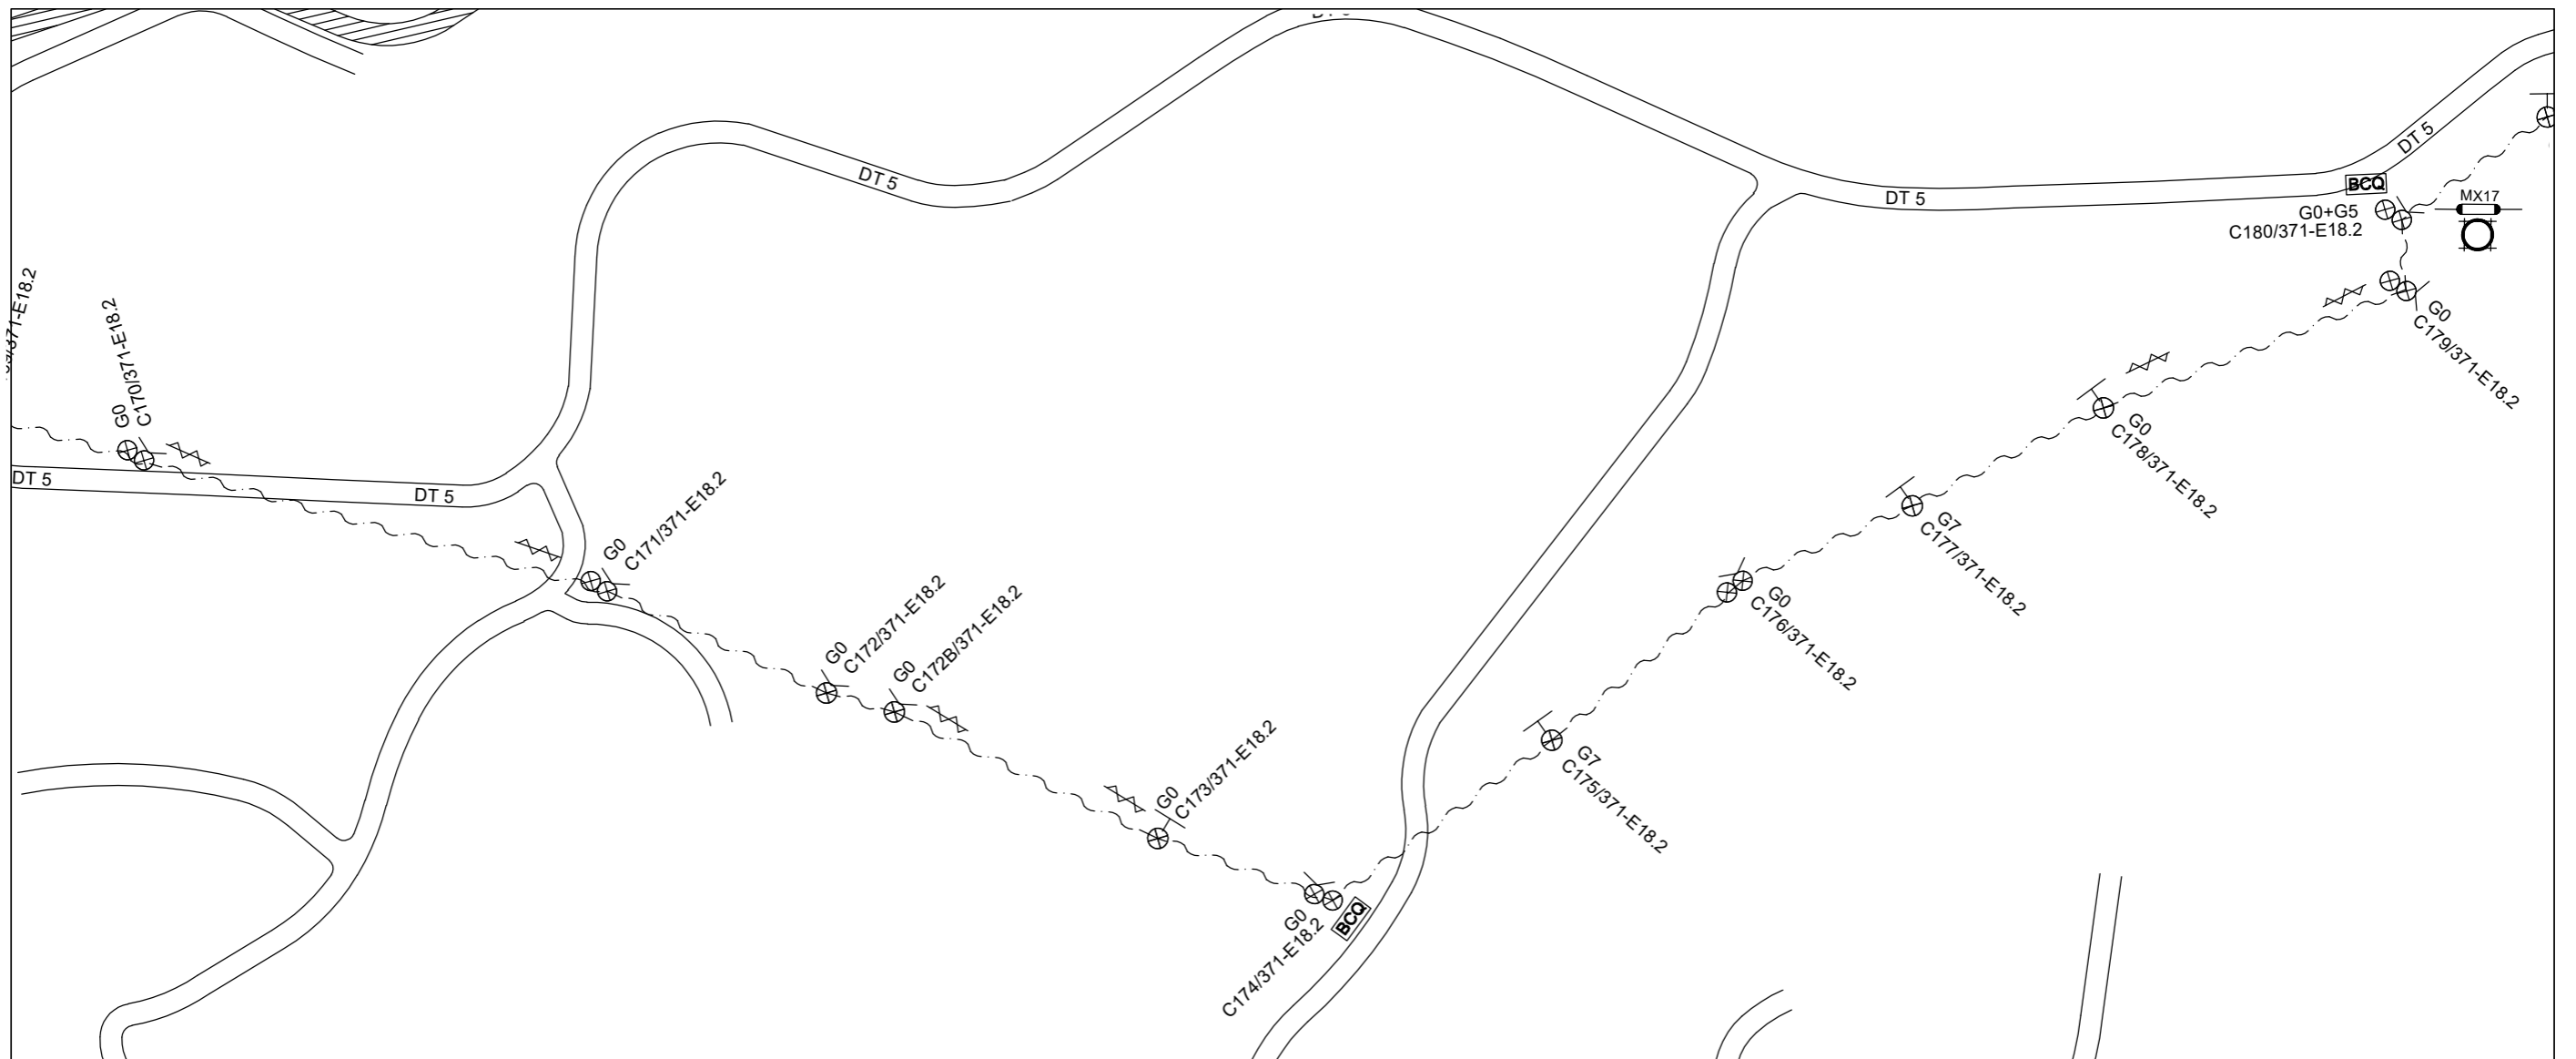 DT 5
DT 5
DT 5
BCQ
MX17
G0+G5
C180/371-E18.2
G0
C170/371-E18.2
DT 5
DT 5
G0
C171/371-E18.2
G0
C172/371-E18.2
G0
C172B/371-E18.2
G0
C173/371-E18.2
G0
C174/371-E18.2
BCQ
G7
C175/371-E18.2
G0
C176/371-E18.2
G7
C177/371-E18.2
G0
C178/371-E18.2
G0
C179/371-E18.2